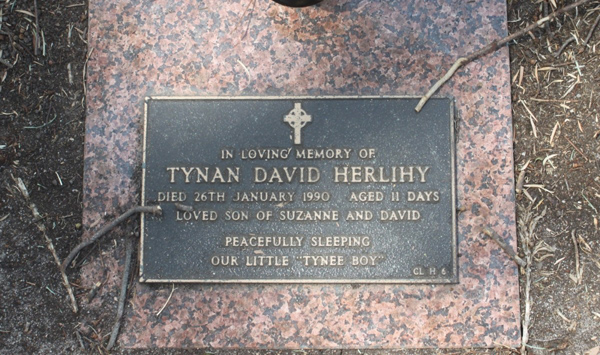 IN LOVING MEMORY OF
TYNAN DAVID HERLIHY
DIED 26TH JANUARY 1990 AGED 11 DAYS
LOVED SON OF SUZANNE AND DAVID
PEACEFULLY SLEEPING
OUR LITTLE "TYNEE BOY"
CL H 6